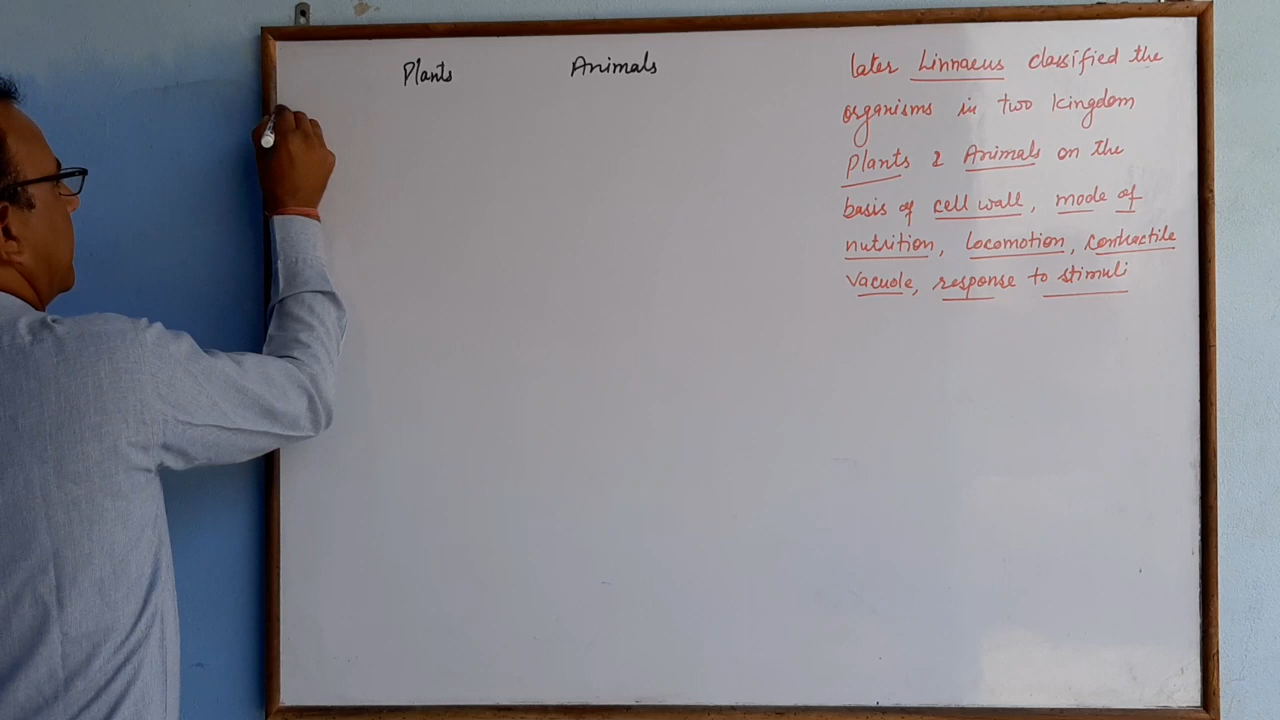 Plants Animals
later Linnaeus classified the
organisms in two kingdom
Plants & Animals on the
basis of cell wall, mode of
nutrition, Locomotion, contractile
vacuole, response to stimuli